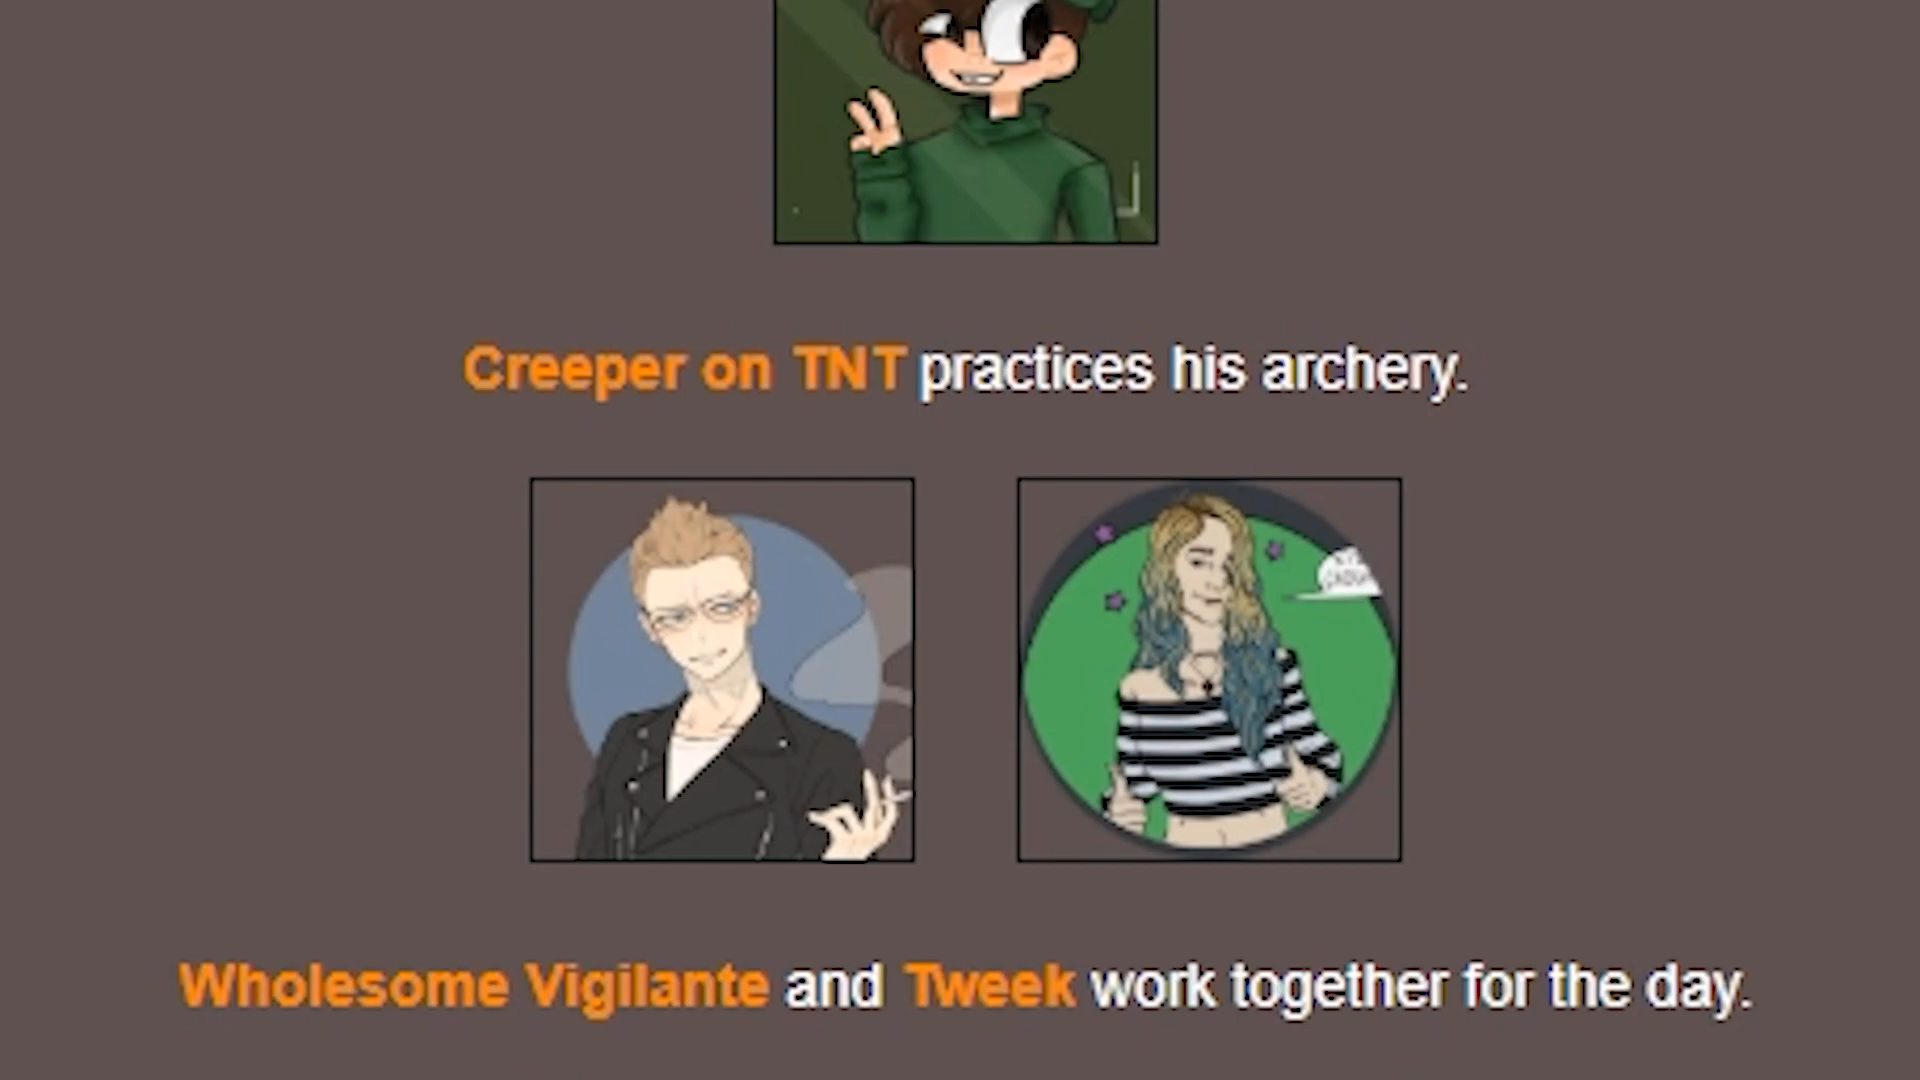 Creeper on TNT practices his archery.
Wholesome Vigilante and Tweek work together for the day.